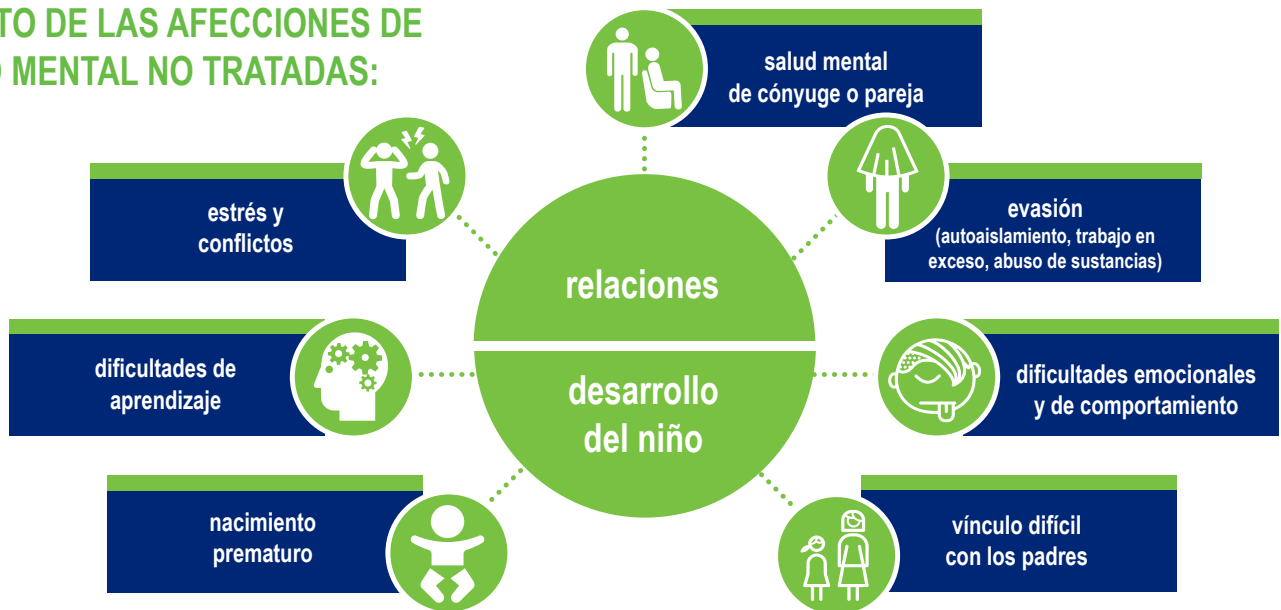 TO DE LAS AFECCIONES DE
MENTAL NO TRATADAS:
salud mental
de cónyuge o pareja
estrés y
conflictos
evasión
(autoaislamiento, trabajo en
exceso, abuso de sustancias)
relaciones
dificultades de
aprendizaje
desarrollo
del niño
dificultades emocionales
y de comportamiento
nacimiento
prematuro
vínculo difícil
con los padres